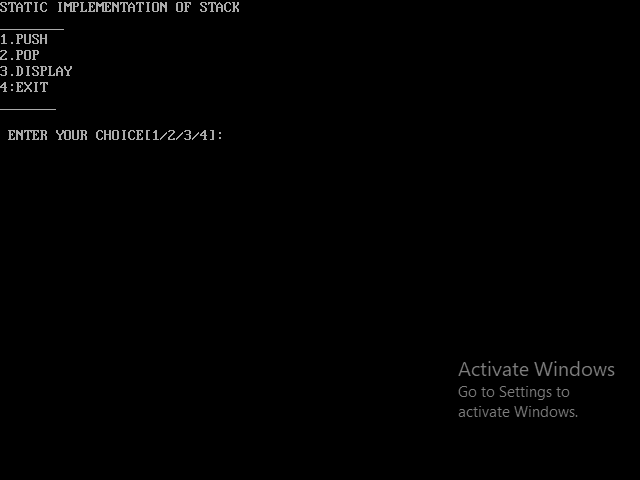 STATIC IMPLEMENTATION OF STACK
________
1.PUSH
2.POP
3.DISPLAY
4:EXIT
_______
ENTER YOUR CHOICE[1/2/3/4]:
Activate Windows
Go to Settings to
activate Windows.